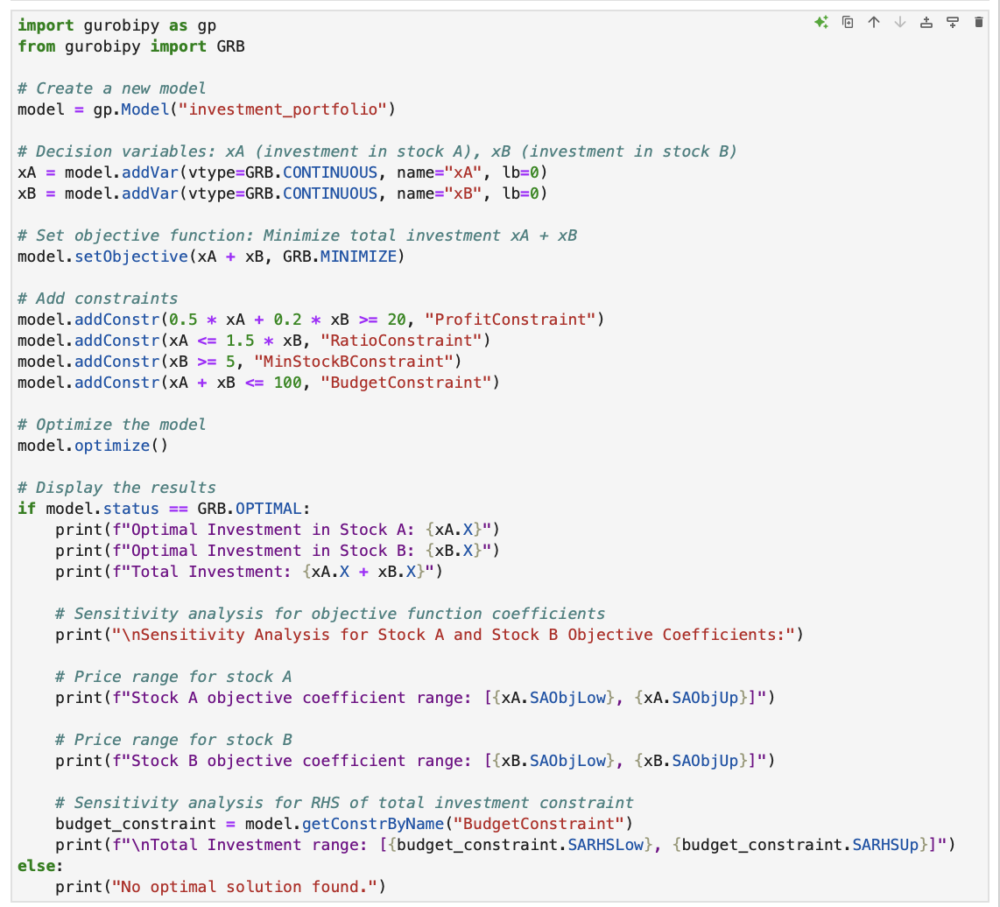 import gurobipy as gp
from gurobipy import GRB

# Create a new model
model = gp.Model("investment_portfolio")

# Decision variables: xA (investment in stock A), xB (investment in stock B)
xA = model.addVar(vtype=GRB.CONTINUOUS, name="xA", lb=0)
xB = model.addVar(vtype=GRB.CONTINUOUS, name="xB", lb=0)

# Set objective function: Minimize total investment xA + xB
model.setObjective(xA + xB, GRB.MINIMIZE)

# Add constraints
model.addConstr(0.5 * xA + 0.2 * xB >= 20, "ProfitConstraint")
model.addConstr(xA <= 1.5 * xB, "RatioConstraint")
model.addConstr(xB >= 5, "MinStockBConstraint")
model.addConstr(xA + xB <= 100, "BudgetConstraint")

# Optimize the model
model.optimize()

# Display the results
if model.status == GRB.OPTIMAL:
    print(f"Optimal Investment in Stock A: {xA.X}")
    print(f"Optimal Investment in Stock B: {xB.X}")
    print(f"Total Investment: {xA.X + xB.X}")

    # Sensitivity analysis for objective function coefficients
    print("\nSensitivity Analysis for Stock A and Stock B Objective Coefficients:")

    # Price range for stock A
    print(f"Stock A objective coefficient range: [{xA.SAObjLow}, {xA.SAObjUp}]")

    # Price range for stock B
    print(f"Stock B objective coefficient range: [{xB.SAObjLow}, {xB.SAObjUp}]")

    # Sensitivity analysis for RHS of total investment constraint
    budget_constraint = model.getConstrByName("BudgetConstraint")
    print(f"\nTotal Investment range: [{budget_constraint.SARHSLow}, {budget_constraint.SARHSUp}]")
else:
    print("No optimal solution found.")